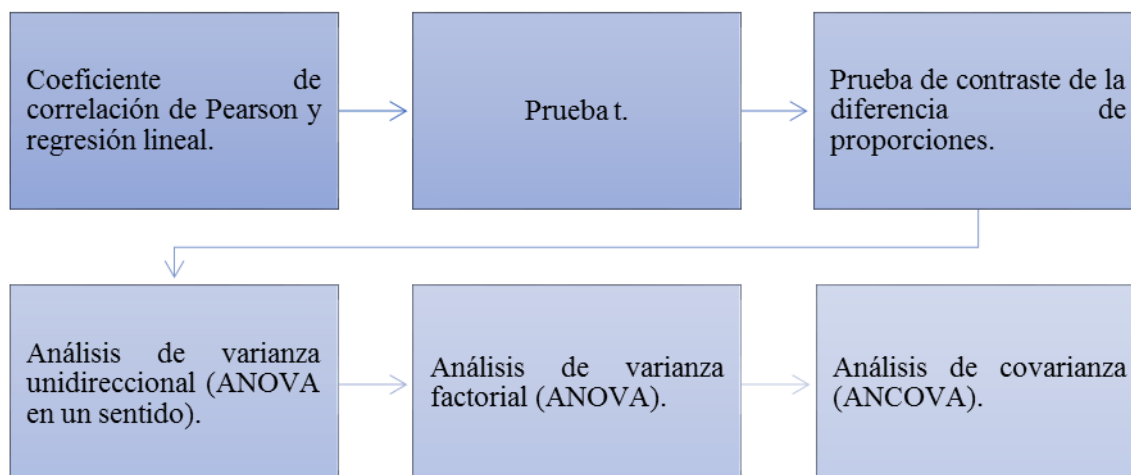 Coeficiente de
correlación de Pearson y
regresión lineal.
Prueba t.
Prueba de contraste de la
diferencia de
proporciones.
Análisis de varianza
unidireccional (ANOVA
en un sentido).
Análisis de varianza
factorial (ANOVA).
Análisis de covarianza
(ANCOVA).